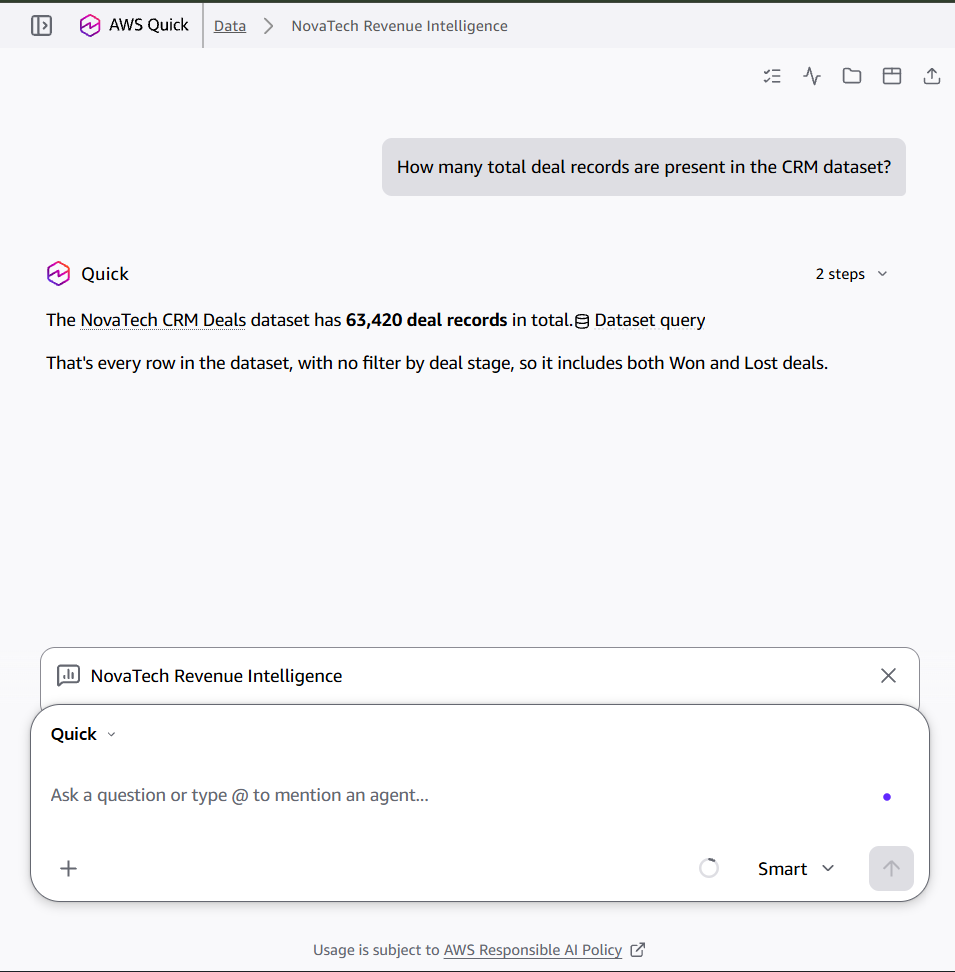 AWS Quick Data NovaTech Revenue Intelligence
How many total deal records are present in the CRM dataset?
Quick 2 steps
The NovaTech CRM Deals dataset has 63,420 deal records in total. Dataset query
That's every row in the dataset, with no filter by deal stage, so it includes both Won and Lost deals.
NovaTech Revenue Intelligence
Quick
Ask a question or type @ to mention an agent...
Smart
Usage is subject to AWS Responsible AI Policy